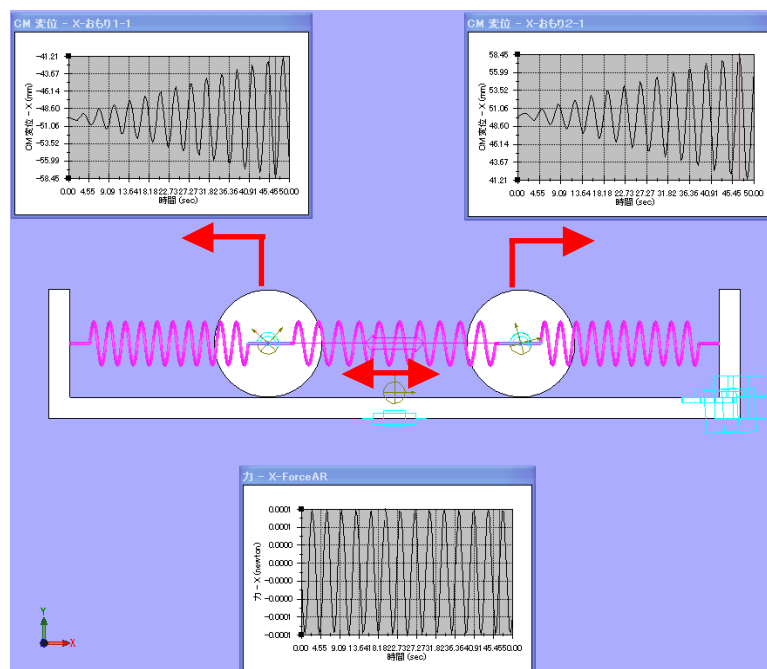 CM 変位 - X-おもり1-1
CM 変位 - X (mm)
-41.21
-43.67
-46.14
-48.60
-51.06
-53.52
-55.99
-58.45
0.00 4.55 9.09 13.64 18.18 22.73 27.27 31.82 36.36 40.91 45.45 50.00
時間 (sec)
CM 変位 - X-おもり2-1
CM 変位 - X (mm)
58.45
55.99
53.52
51.06
48.60
46.14
43.67
41.21
0.00 4.55 9.09 13.64 18.18 22.73 27.27 31.82 36.36 40.91 45.45 50.00
時間 (sec)
力 - X-ForceAR
力 - X (newton)
0.0001
0.0001
0.0000
0.0000
-0.0000
-0.0000
-0.0001
-0.0001
0.00 4.55 9.09 13.64 18.18 22.73 27.27 31.82 36.36 40.91 45.45 50.00
時間 (sec)
Y
X